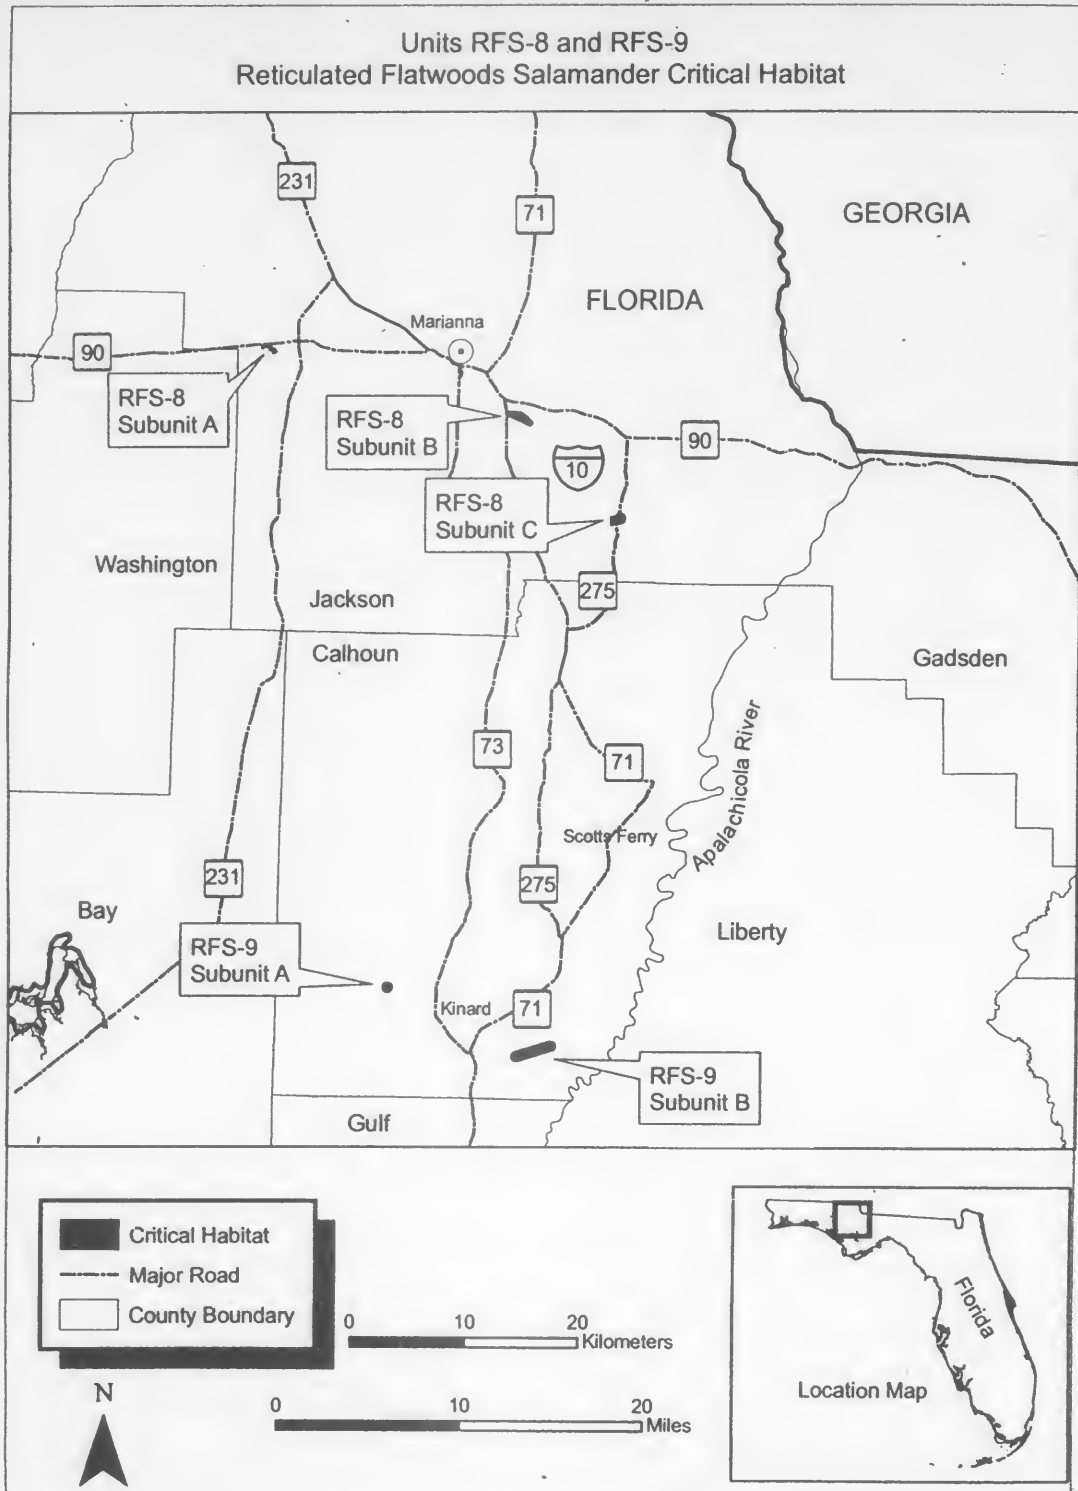 Units RFS-8 and RFS-9
Reticulated Flatwoods Salamander Critical Habitat
231
71
GEORGIA
FLORIDA
Marianna
90
RFS-8
Subunit A
RFS-8
Subunit B
90
10
RFS-8
Subunit C
Washington
275
Jackson
Calhoun
Gadsden
73
71
Apalachicola River
Scotts Ferry
231
275
Bay
Liberty
RFS-9
Subunit A
Kinard
71
RFS-9
Subunit B
Gulf
Critical Habitat
Major Road
County Boundary
0 10 20
Kilometers
N
0 10 20
Miles
Florida
Location Map